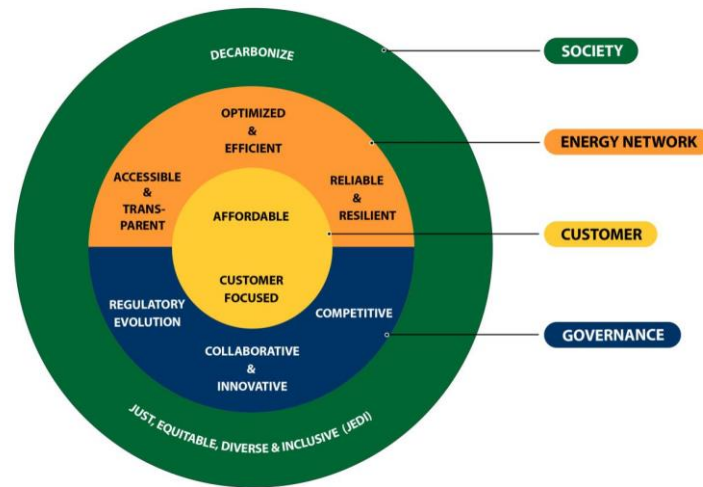 DECARBONIZE
SOCIETY
OPTIMIZED
&
EFFICIENT
ENERGY NETWORK
ACCESSIBLE
&
TRANS-
PARENT
RELIABLE
&
RESILIENT
AFFORDABLE
CUSTOMER
CUSTOMER
FOCUSED
REGULATORY
EVOLUTION
COMPETITIVE
GOVERNANCE
COLLABORATIVE
&
INNOVATIVE
JUST, EQUITABLE, DIVERSE & INCLUSIVE (JEDI)